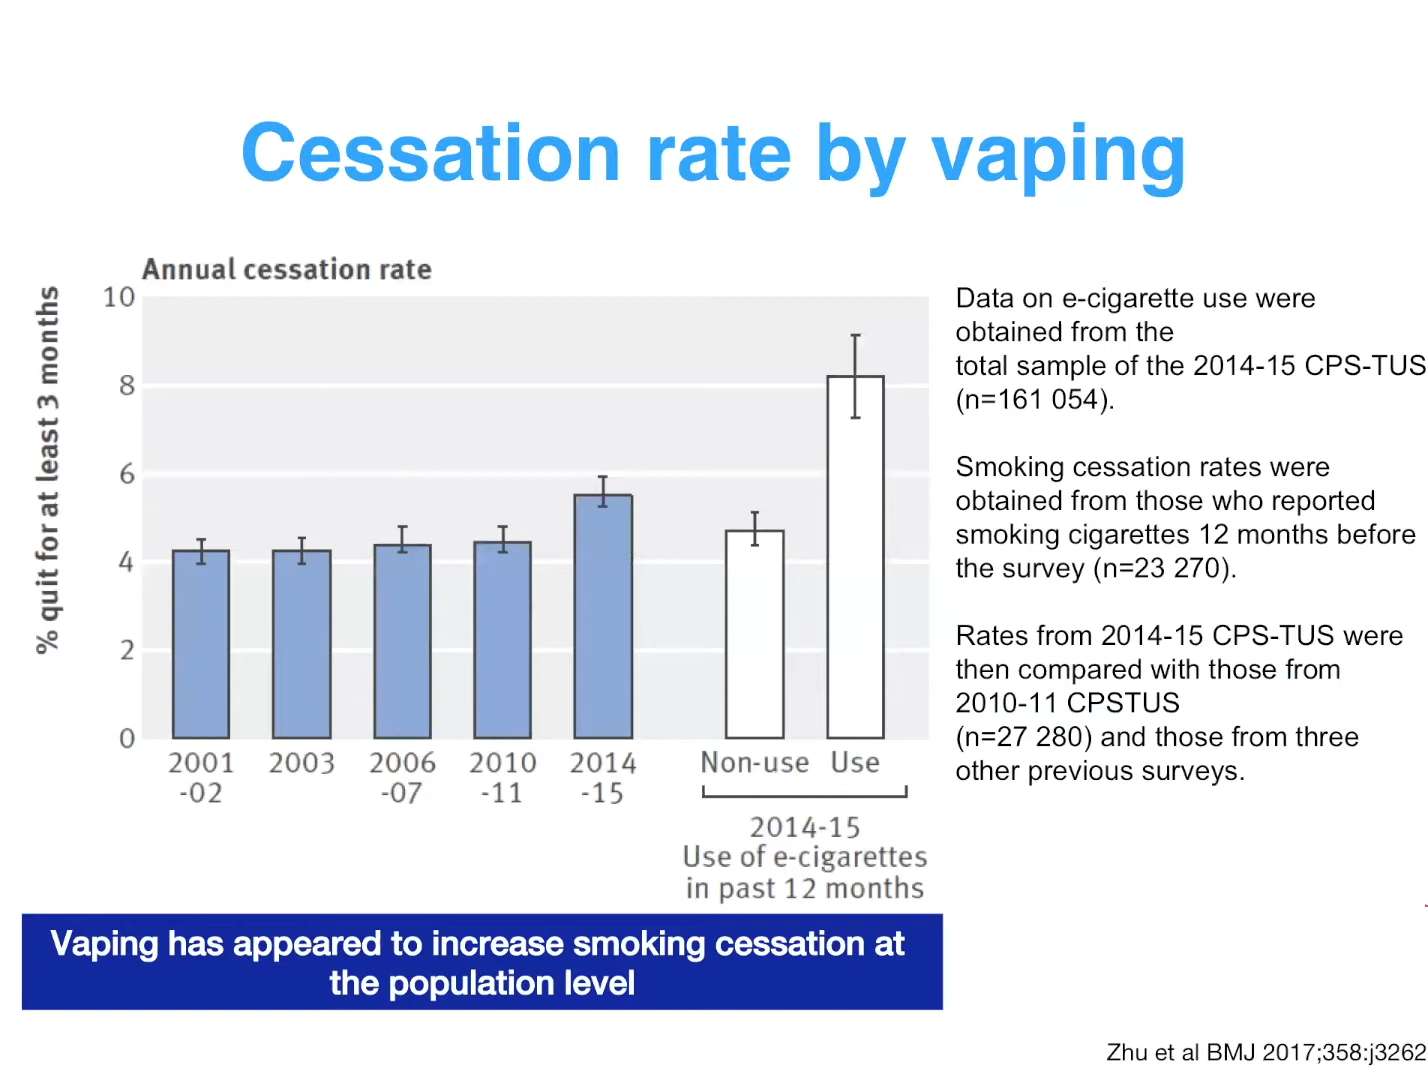 Cessation rate by vaping
Annual cessation rate
% quit for at least 3 months
10
8
6
4
2
0
2001
-02
2003
2006
-07
2010
-11
2014
-15
Non-use
Use
2014-15
Use of e-cigarettes
in past 12 months
Data on e-cigarette use were
obtained from the
total sample of the 2014-15 CPS-TUS
(n=161 054).
Smoking cessation rates were
obtained from those who reported
smoking cigarettes 12 months before
the survey (n=23 270).
Rates from 2014-15 CPS-TUS were
then compared with those from
2010-11 CPSTUS
(n=27 280) and those from three
other previous surveys.
Vaping has appeared to increase smoking cessation at
the population level
Zhu et al BMJ 2017;358:j3262